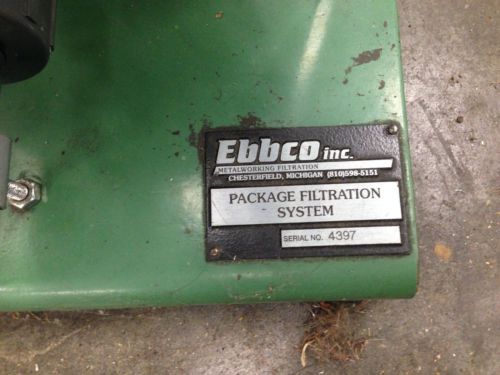 Ebbco inc.
METALWORKING FILTRATION
CHESTERFIELD, MICHIGAN (810)598-5151
PACKAGE FILTRATION
SYSTEM
SERIAL NO. 4397